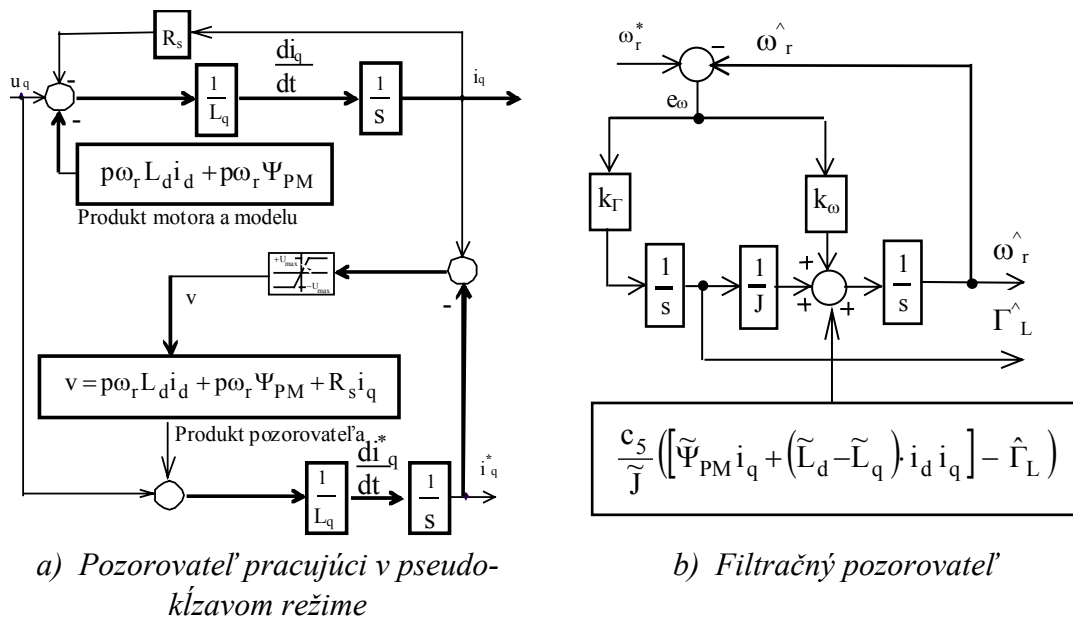 R_s
u_q
-
-
di_q
dt
i_q
1
L_q
1
s
pω_r L_d i_d + pω_r Ψ_PM
Produkt motora a modelu
+U_max
-U_max
v
-
v = pω_r L_d i_d + pω_r Ψ_PM + R_s i_q
Produkt pozorovateľa
di*_q
dt
i*_q
1
L_q
1
s
a) Pozorovateľ pracujúci v pseudo-
kĺzavom režime
ω_r^*
-
ω^_r
e_ω
k_Γ
k_ω
1
s
1
J
+
+
+
+
1
s
ω^_r
Γ^_L
c_5/J̃ ([Ψ̃_PM i_q + (L̃_d − L̃_q)· i_d i_q] − Γ̂_L)
b) Filtračný pozorovateľ